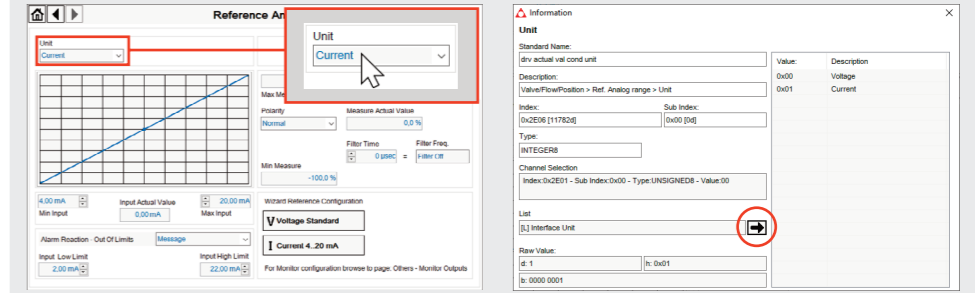 Reference An
Unit
Current
Unit
Current
Max Me
Polarity
Measure Actual Value
Normal
0,0 %
Filter Time
Filter Freq.
0 µsec
=
Filter Off
Min Measure
-100,0 %
4,00 mA
Input Actual Value
20,00 mA
Min Input
0,00 mA
Max Input
Wizard Reference Configuration
V Voltage Standard
I Current 4..20 mA
Alarm Reaction - Out Of Limits
Message
Input Low Limit
Input High Limit
2,00 mA
22,00 mA
For Monitor configuration browse to page: Others - Monitor Outputs
Information
Unit
Standard Name:
drv actual val cond unit
Description:
Valve/Flow/Position > Ref. Analog range > Unit
Index:
Sub Index:
0x2E06 [11782d]
0x00 [0d]
Type:
INTEGER8
Channel Selection
Index:0x2E01 - Sub Index:0x00 - Type:UNSIGNED8 - Value:00
List
[L] Interface Unit
Raw Value:
d: 1
h: 0x01
b: 0000 0001
Value:
Description
0x00
Voltage
0x01
Current